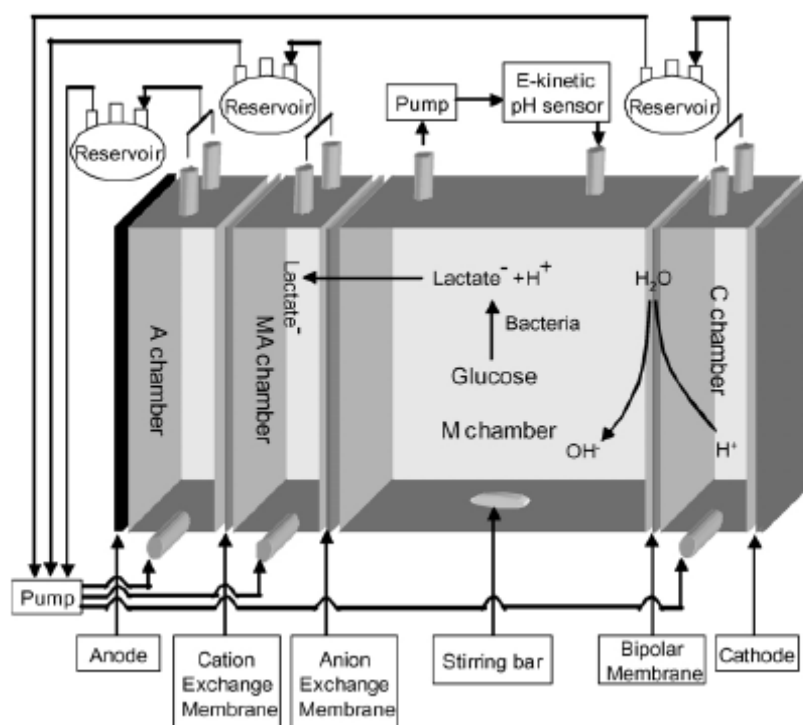 Reservoir
Reservoir
Reservoir
Pump
E-kinetic
pH sensor
A chamber
MA chamber
Lactate⁻
Lactate⁻ +H⁺
Bacteria
Glucose
M chamber
H₂O
OH⁻
C chamber
H⁺
Pump
Anode
Cation
Exchange
Membrane
Anion
Exchange
Membrane
Stirring bar
Bipolar
Membrane
Cathode